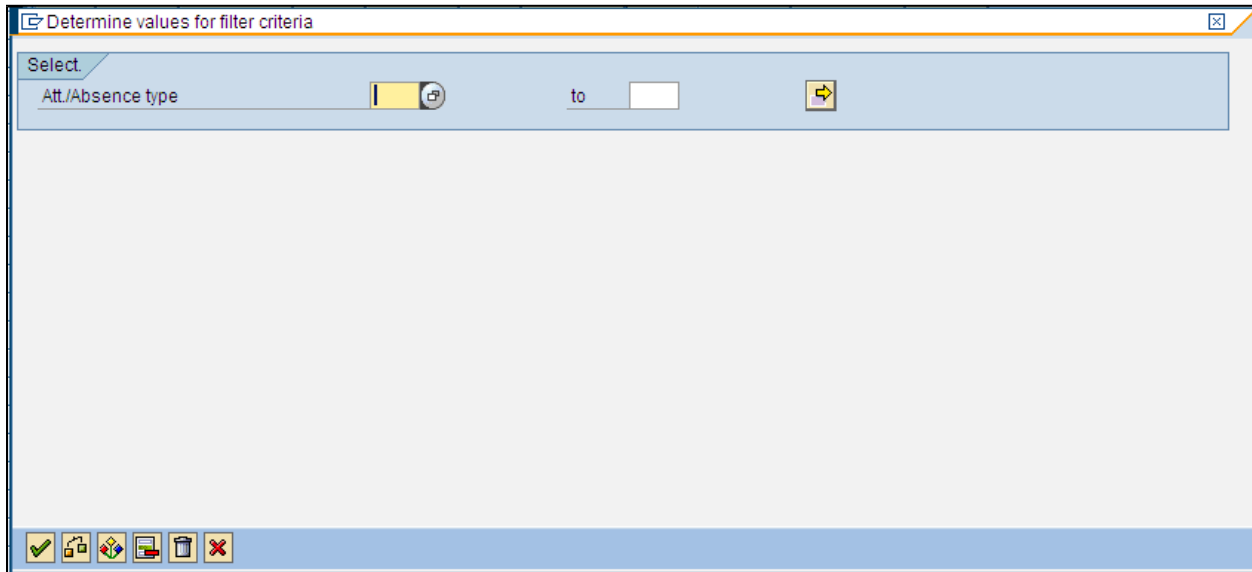 Determine values for filter criteria
Select.
Att./Absence type to